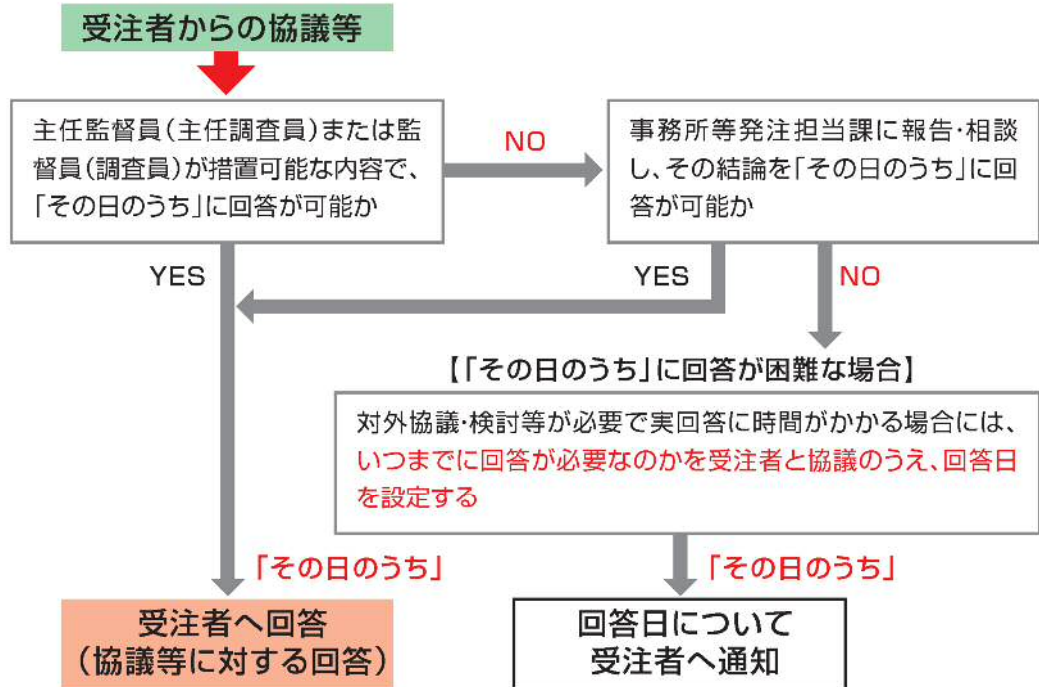 受注者からの協議等
主任監督員(主任調査員)または監
督員(調査員)が措置可能な内容で、
「その日のうち」に回答が可能か
NO
事務所等発注担当課に報告・相談
し、その結論を「その日のうち」に回
答が可能か
YES
YES
NO
【「その日のうち」に回答が困難な場合】
対外協議・検討等が必要で実回答に時間がかかる場合には、
いつまでに回答が必要なのかを受注者と協議のうえ、回答日
を設定する
「その日のうち」
「その日のうち」
受注者へ回答
(協議等に対する回答)
回答日について
受注者へ通知